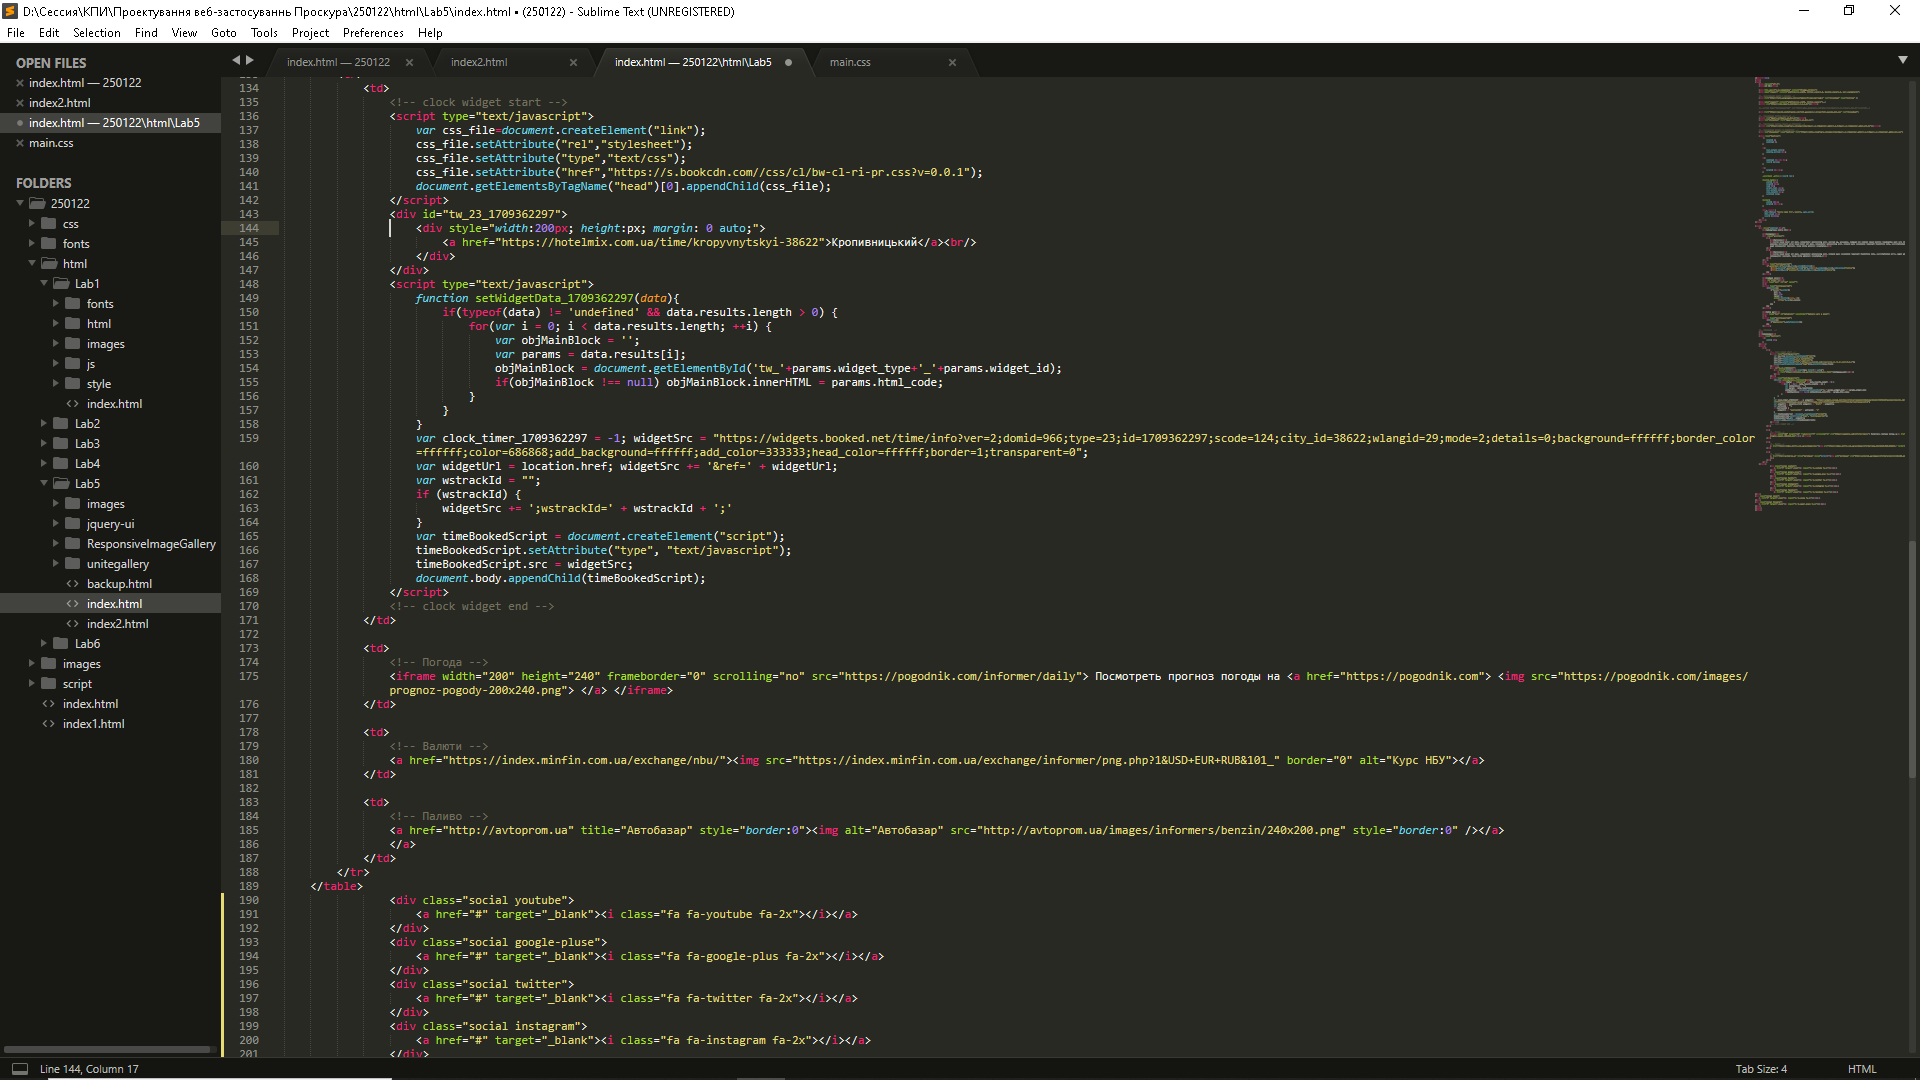 D:\Сессия\КПИ\Проектування веб-застосуваннь Проскура\250122\html\Lab5\index.html • (250122) - Sublime Text (UNREGISTERED)
File Edit Selection Find View Goto Tools Project Preferences Help
OPEN FILES
index.html — 250122
index2.html
index.html — 250122\html\Lab5
main.css
FOLDERS
250122
css
fonts
html
Lab1
fonts
html
images
js
style
index.html
Lab2
Lab3
Lab4
Lab5
images
jquery-ui
ResponsiveImageGallery
unitegallery
backup.html
index.html
index2.html
Lab6
images
script
index.html
index1.html
index.html — 250122 index2.html index.html — 250122\html\Lab5 main.css
134 <td>
135 <!-- clock widget start -->
136 <script type="text/javascript">
137 var css_file=document.createElement("link");
138 css_file.setAttribute("rel","stylesheet");
139 css_file.setAttribute("type","text/css");
140 css_file.setAttribute("href","https://s.bookcdn.com//css/cl/bw-cl-ri-pr.css?v=0.0.1");
141 document.getElementsByTagName("head")[0].appendChild(css_file);
142 </script>
143 <div id="tw_23_1709362297">
144 <div style="width:200px; height:px; margin: 0 auto;">
145 <a href="https://hotelmix.com.ua/time/kropyvnytskyi-38622">Кропивницький</a><br/>
146 </div>
147 </div>
148 <script type="text/javascript">
149 function setWidgetData_1709362297(data){
150 if(typeof(data) != 'undefined' && data.results.length > 0) {
151 for(var i = 0; i < data.results.length; ++i) {
152 var objMainBlock = '';
153 var params = data.results[i];
154 objMainBlock = document.getElementById('tw_'+params.widget_type+'_'+params.widget_id);
155 if(objMainBlock !== null) objMainBlock.innerHTML = params.html_code;
156 }
157 }
158 }
159 var clock_timer_1709362297 = -1; widgetSrc = "https://widgets.booked.net/time/info?ver=2;domid=966;type=23;id=1709362297;scode=124;city_id=38622;wlangid=29;mode=2;details=0;background=ffffff;border_color
=ffffff;color=686868;add_background=ffffff;add_color=333333;head_color=ffffff;border=1;transparent=0";
160 var widgetUrl = location.href; widgetSrc += '&ref=' + widgetUrl;
161 var wstrackId = "";
162 if (wstrackId) {
163 widgetSrc += ';wstrackId=' + wstrackId + ';'
164 }
165 var timeBookedScript = document.createElement("script");
166 timeBookedScript.setAttribute("type", "text/javascript");
167 timeBookedScript.src = widgetSrc;
168 document.body.appendChild(timeBookedScript);
169 </script>
170 <!-- clock widget end -->
171 </td>
172
173 <td>
174 <!-- Погода -->
175 <iframe width="200" height="240" frameborder="0" scrolling="no" src="https://pogodnik.com/informer/daily"> Посмотреть прогноз погоды на <a href="https://pogodnik.com"> <img src="https://pogodnik.com/images/
prognoz-pogody-200x240.png"> </a> </iframe>
176 </td>
177
178 <td>
179 <!-- Валюти -->
180 <a href="https://index.minfin.com.ua/exchange/nbu/"><img src="https://index.minfin.com.ua/exchange/informer/png.php?1&USD+EUR+RUB&101_" border="0" alt="Курс НБУ"></a>
181 </td>
182
183 <td>
184 <!-- Паливо -->
185 <a href="http://avtoprom.ua" title="Автобазар" style="border:0"><img alt="Автобазар" src="http://avtoprom.ua/images/informers/benzin/240x200.png" style="border:0" /></a>
186 </a>
187 </td>
188 </tr>
189 </table>
190 <div class="social youtube">
191 <a href="#" target="_blank"><i class="fa fa-youtube fa-2x"></i></a>
192 </div>
193 <div class="social google-pluse">
194 <a href="#" target="_blank"><i class="fa fa-google-plus fa-2x"></i></a>
195 </div>
196 <div class="social twitter">
197 <a href="#" target="_blank"><i class="fa fa-twitter fa-2x"></i></a>
198 </div>
199 <div class="social instagram">
200 <a href="#" target="_blank"><i class="fa fa-instagram fa-2x"></i></a>
201 </div>
Line 144, Column 17 Tab Size: 4 HTML